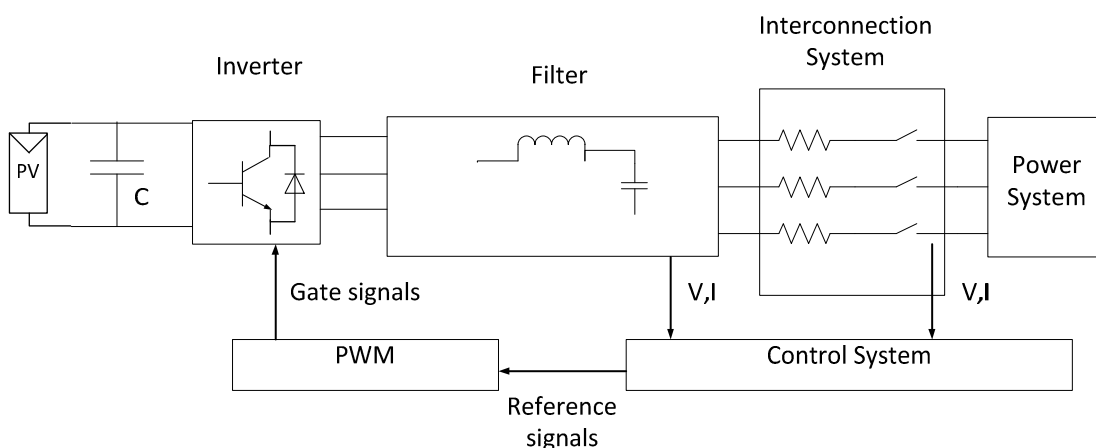 Interconnection
System
Inverter
Filter
PV
C
Power
System
Gate signals
V,I
V,I
PWM
Control System
Reference
signals